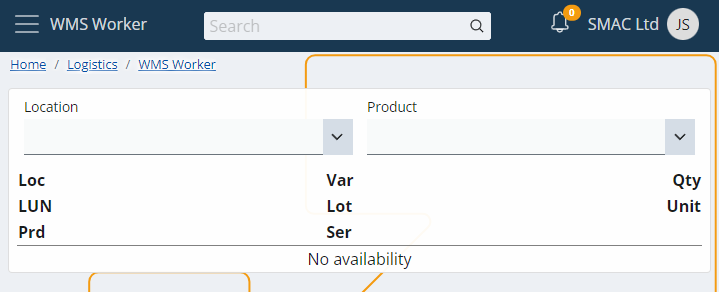 WMS Worker Search 0 SMAC Ltd JS
Home / Logistics / WMS Worker
Location Product
Loc Var Qty
LUN Lot Unit
Prd Ser
No availability